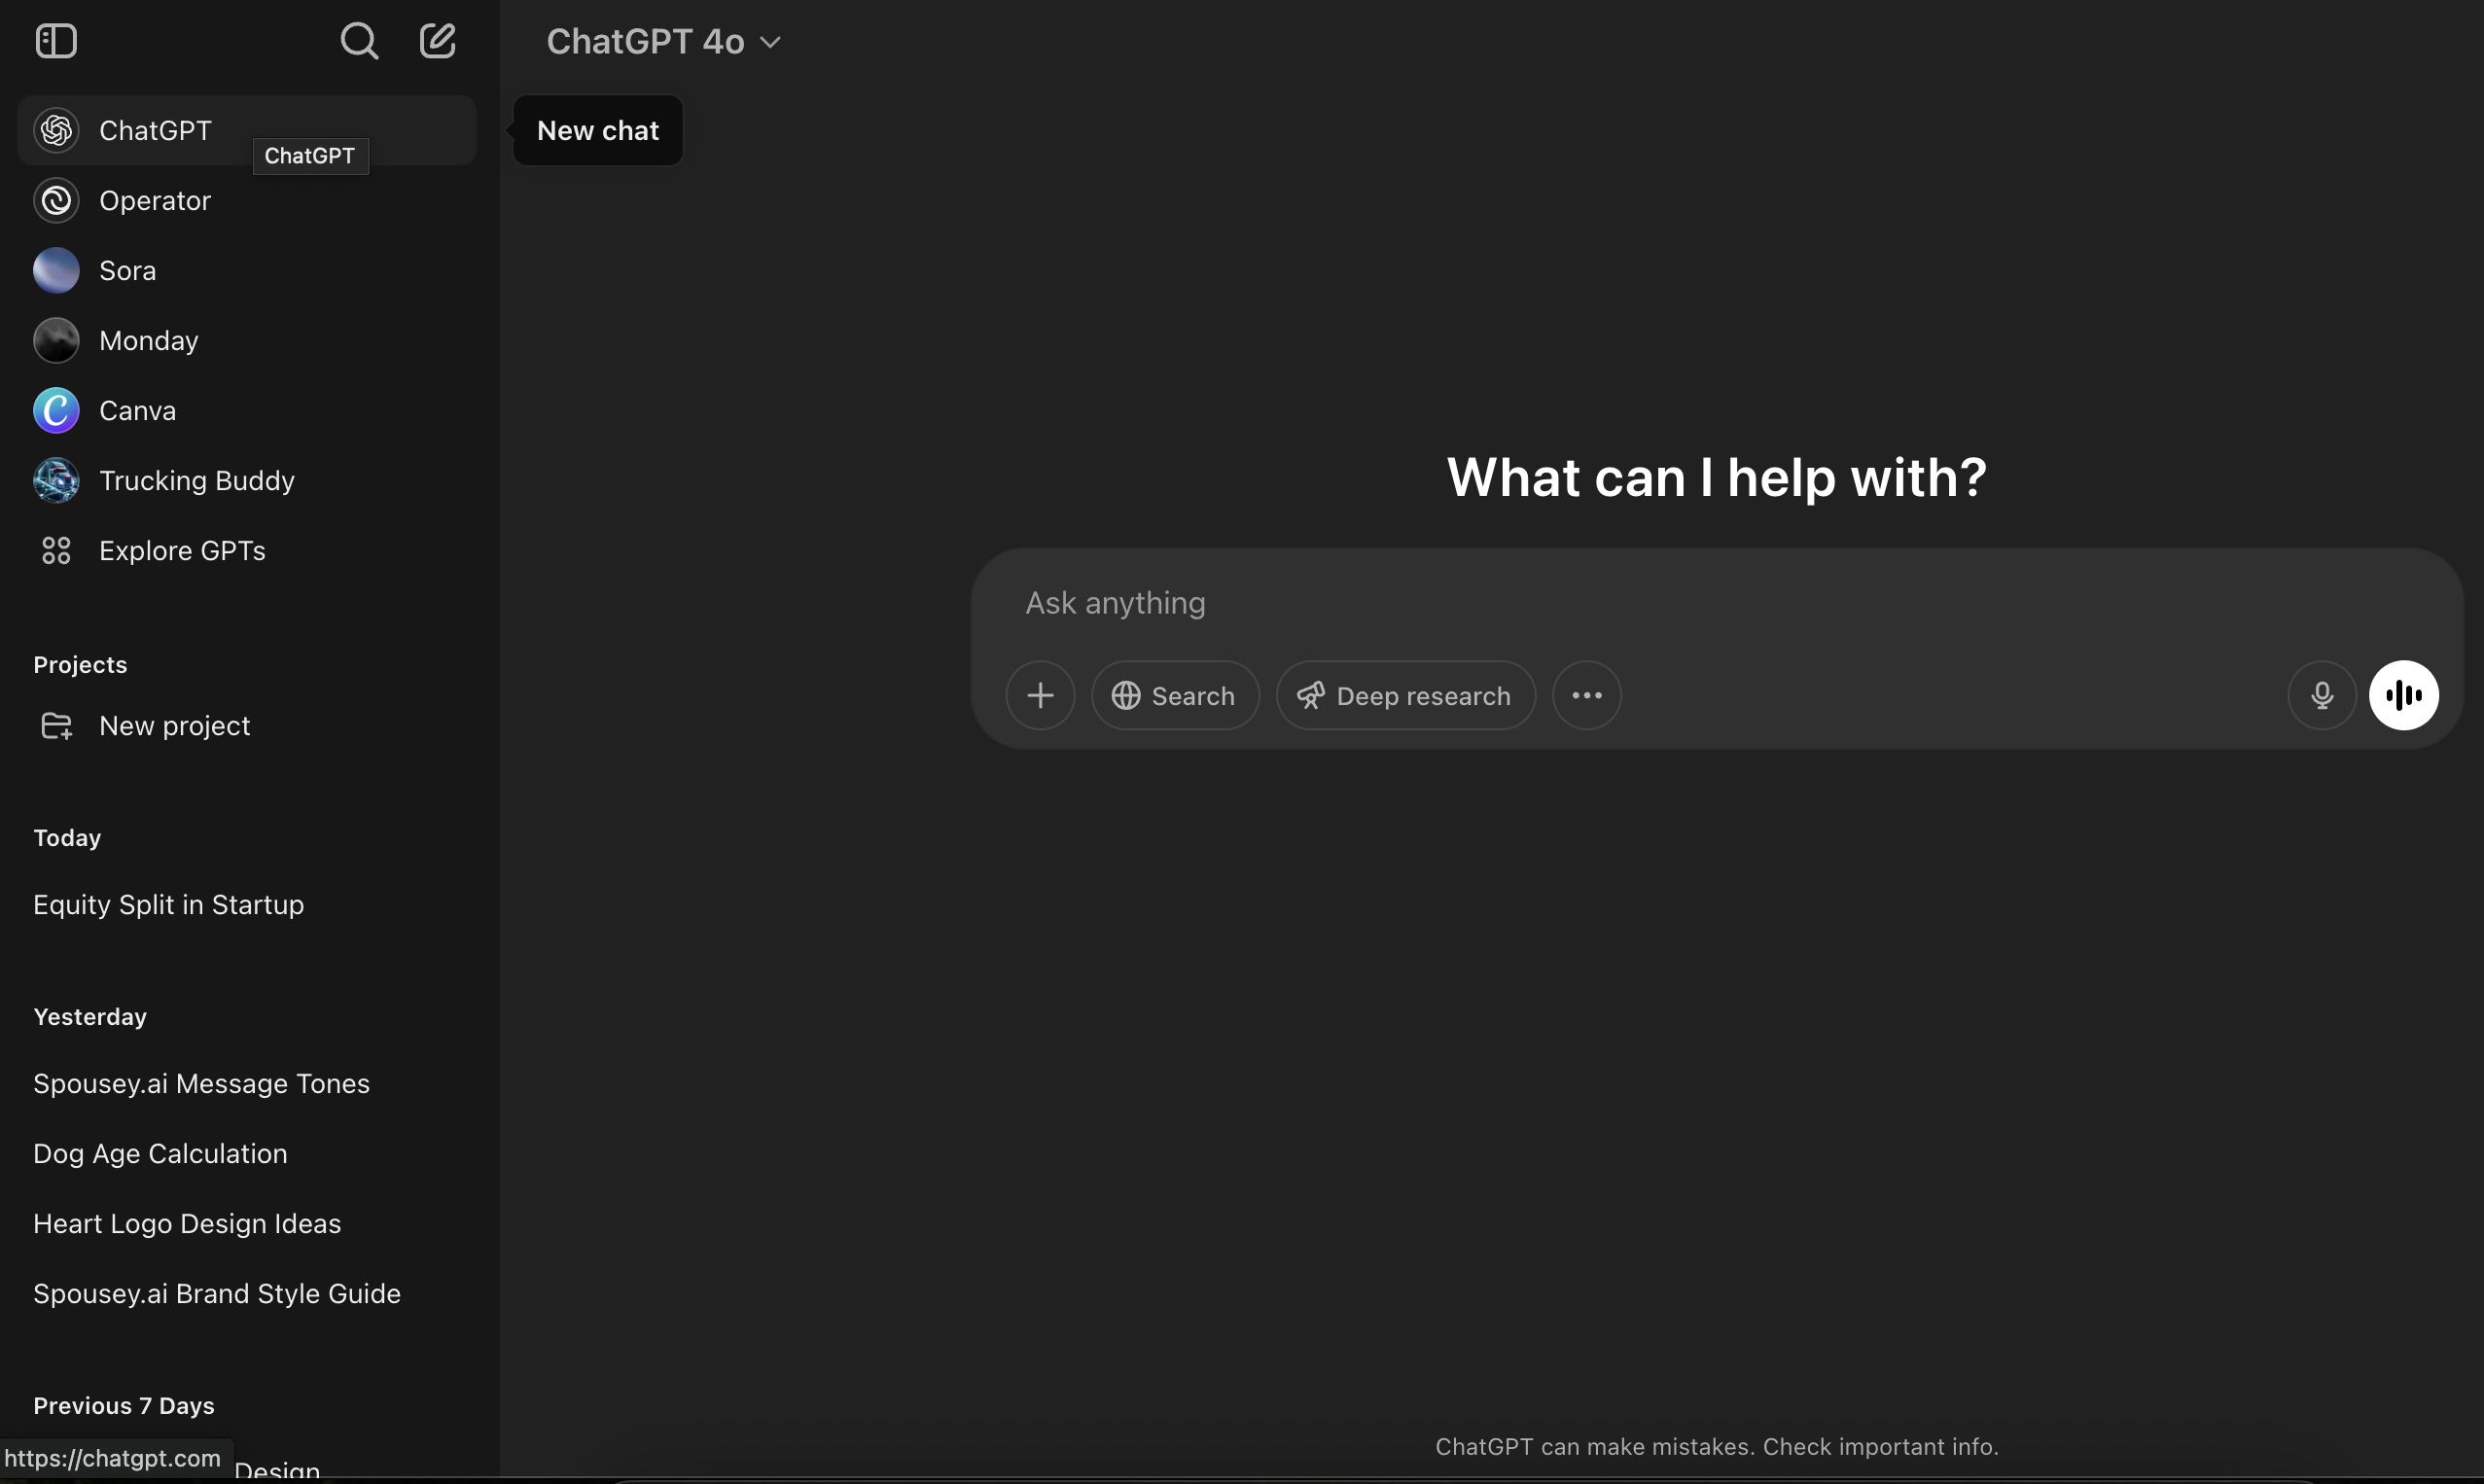 ChatGPT 4o
ChatGPT
ChatGPT
New chat
Operator
Sora
Monday
Canva
Trucking Buddy
Explore GPTs
Projects
New project
Today
Equity Split in Startup
Yesterday
Spousey.ai Message Tones
Dog Age Calculation
Heart Logo Design Ideas
Spousey.ai Brand Style Guide
Previous 7 Days
https://chatgpt.com
Design
What can I help with?
Ask anything
Search
Deep research
ChatGPT can make mistakes. Check important info.